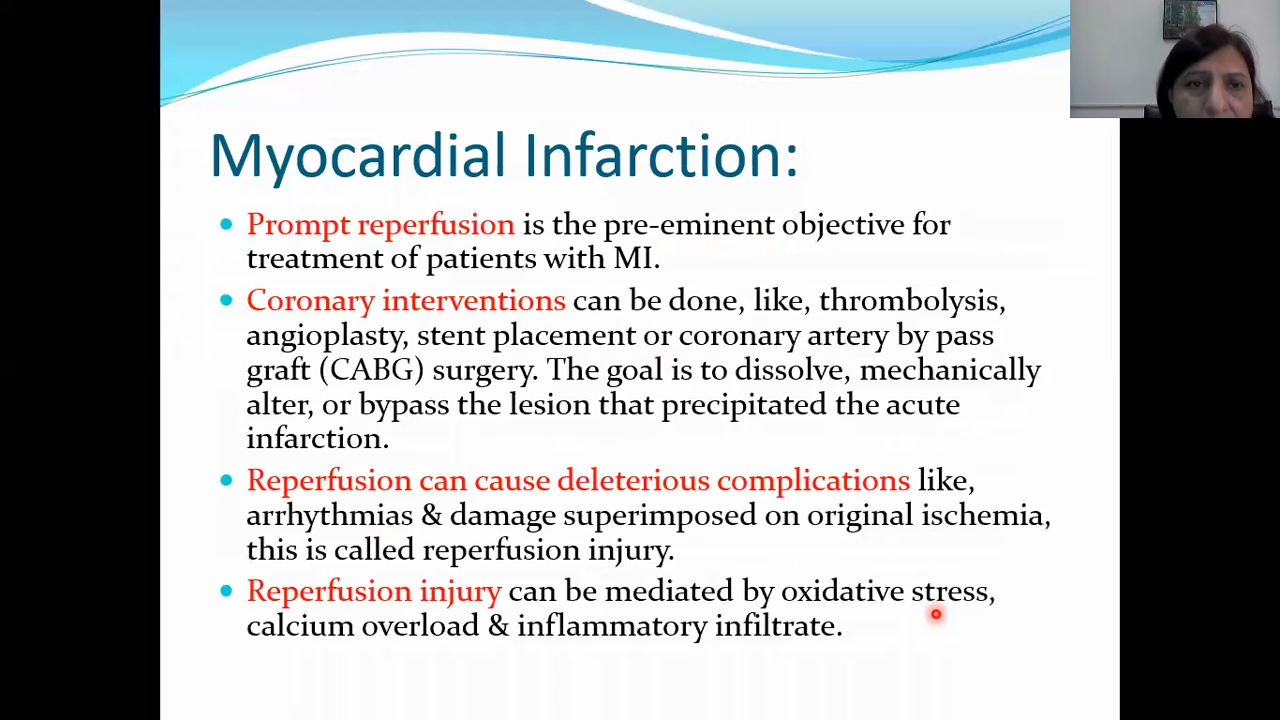 Myocardial Infarction:
Prompt reperfusion is the pre-eminent objective for
treatment of patients with MI.
Coronary interventions can be done, like, thrombolysis,
angioplasty, stent placement or coronary artery by pass
graft (CABG) surgery. The goal is to dissolve, mechanically
alter, or bypass the lesion that precipitated the acute
infarction.
Reperfusion can cause deleterious complications like,
arrhythmias & damage superimposed on original ischemia,
this is called reperfusion injury.
Reperfusion injury can be mediated by oxidative stress,
calcium overload & inflammatory infiltrate.